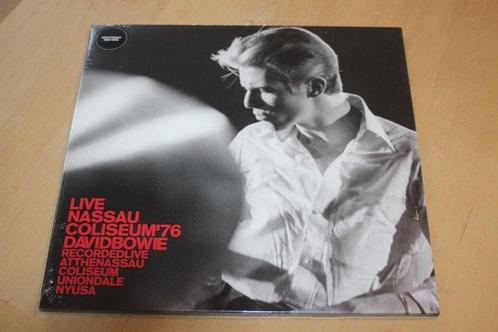 LIVE
NASSAU
COLISEUM'76
DAVIDBOWIE
RECORDEDLIVE
ATTHENASSAU
COLISEUM
UNIONDALE
NYUSA